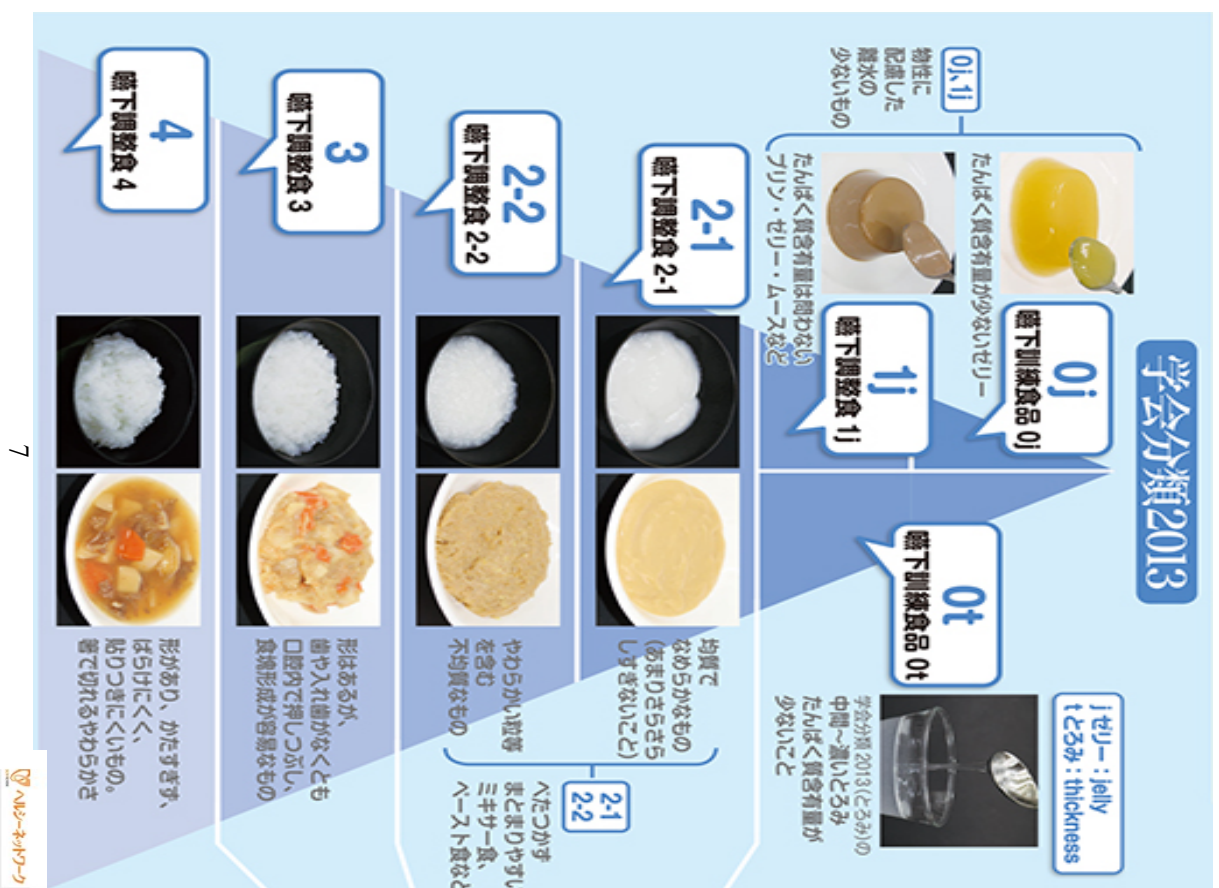 学会分類2013
j ゼリー：jelly
t とろみ：thickness
0j
嚥下訓練食品 0j
0t
嚥下訓練食品 0t
たんぱく質含有量が少ないゼリー
学会分類 2013(とろみ)の
中間〜濃いとろみ
たんぱく質含有量が
少ないこと
0j、1j
物性に
配慮した
離水の
少ないもの
1j
嚥下調整食 1j
たんぱく質含有量は問わない
プリン・ゼリー・ムースなど
2-1
嚥下調整食 2-1
均質で
なめらかなもの
(あまりさらさら
しすぎないこと)
2-2
嚥下調整食 2-2
やわらかい粒等
を含む
不均質なもの
2-1
2-2
べたつかず
まとまりやすい
ミキサー食、
ペースト食など
3
嚥下調整食 3
形はあるが、
歯や入れ歯がなくとも
口腔内で押しつぶし、
食塊形成が容易なもの
4
嚥下調整食 4
形があり、かたすぎず、
ばらけにくく、
貼りつきにくいもの。
箸で切れるやわらかさ
7
ヘルシーネットワーク